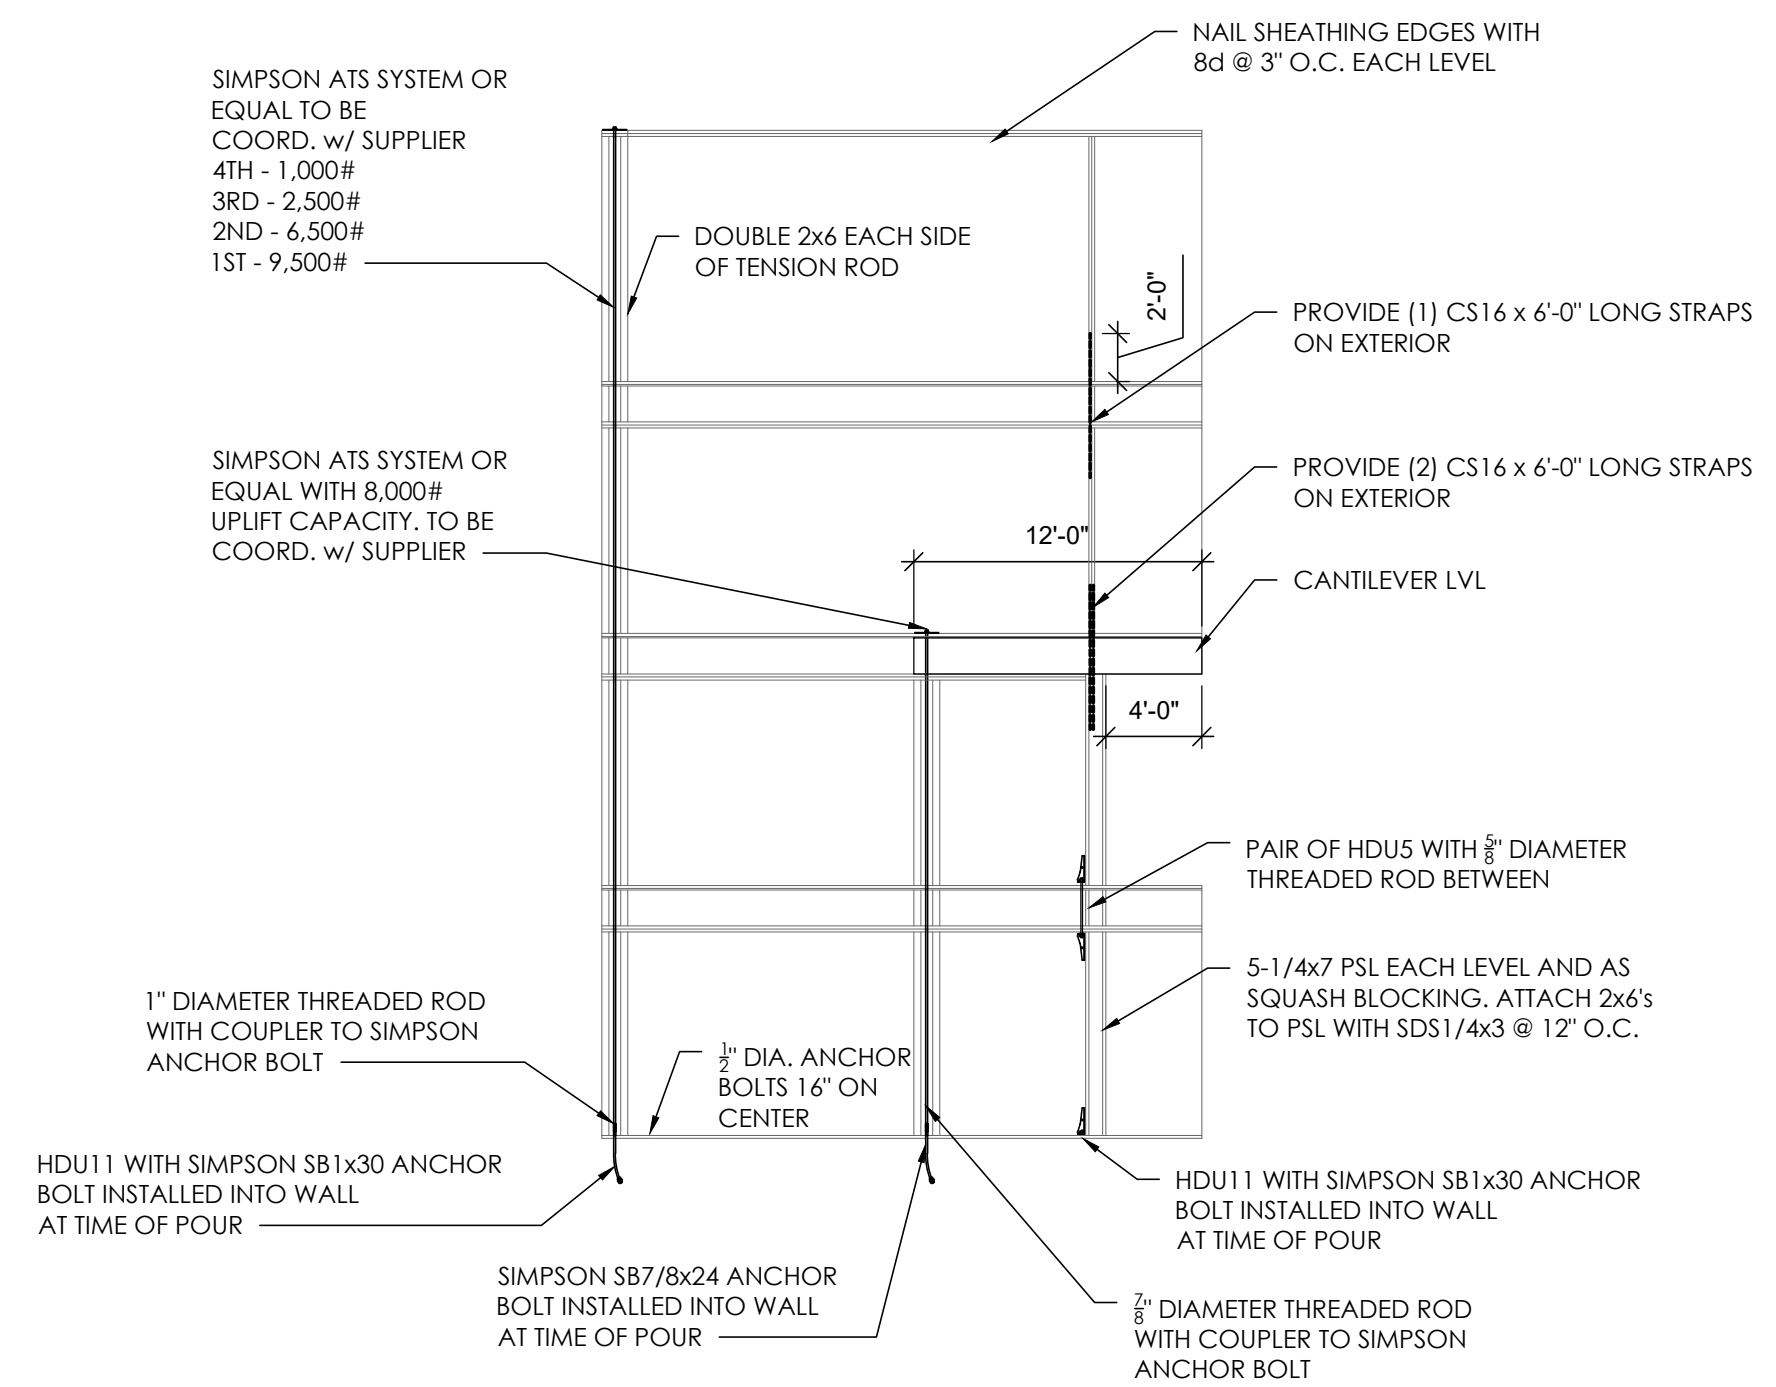 NAIL SHEATHING EDGES WITH
8d @ 3" O.C. EACH LEVEL
SIMPSON ATS SYSTEM OR
EQUAL TO BE
COORD. w/ SUPPLIER
4TH - 1,000#
3RD - 2,500#
2ND - 6,500#
1ST - 9,500#
DOUBLE 2x6 EACH SIDE
OF TENSION ROD
2'-0"
PROVIDE (1) CS16 x 6'-0" LONG STRAPS
ON EXTERIOR
SIMPSON ATS SYSTEM OR
EQUAL WITH 8,000#
UPLIFT CAPACITY. TO BE
COORD. w/ SUPPLIER
PROVIDE (2) CS16 x 6'-0" LONG STRAPS
ON EXTERIOR
12'-0"
CANTILEVER LVL
4'-0"
PAIR OF HDU5 WITH 5/8" DIAMETER
THREADED ROD BETWEEN
5-1/4x7 PSL EACH LEVEL AND AS
SQUASH BLOCKING. ATTACH 2x6's
TO PSL WITH SDS1/4x3 @ 12" O.C.
1" DIAMETER THREADED ROD
WITH COUPLER TO SIMPSON
ANCHOR BOLT
1/2" DIA. ANCHOR
BOLTS 16" ON
CENTER
HDU11 WITH SIMPSON SB1x30 ANCHOR
BOLT INSTALLED INTO WALL
AT TIME OF POUR
HDU11 WITH SIMPSON SB1x30 ANCHOR
BOLT INSTALLED INTO WALL
AT TIME OF POUR
SIMPSON SB7/8x24 ANCHOR
BOLT INSTALLED INTO WALL
AT TIME OF POUR
7/8" DIAMETER THREADED ROD
WITH COUPLER TO SIMPSON
ANCHOR BOLT